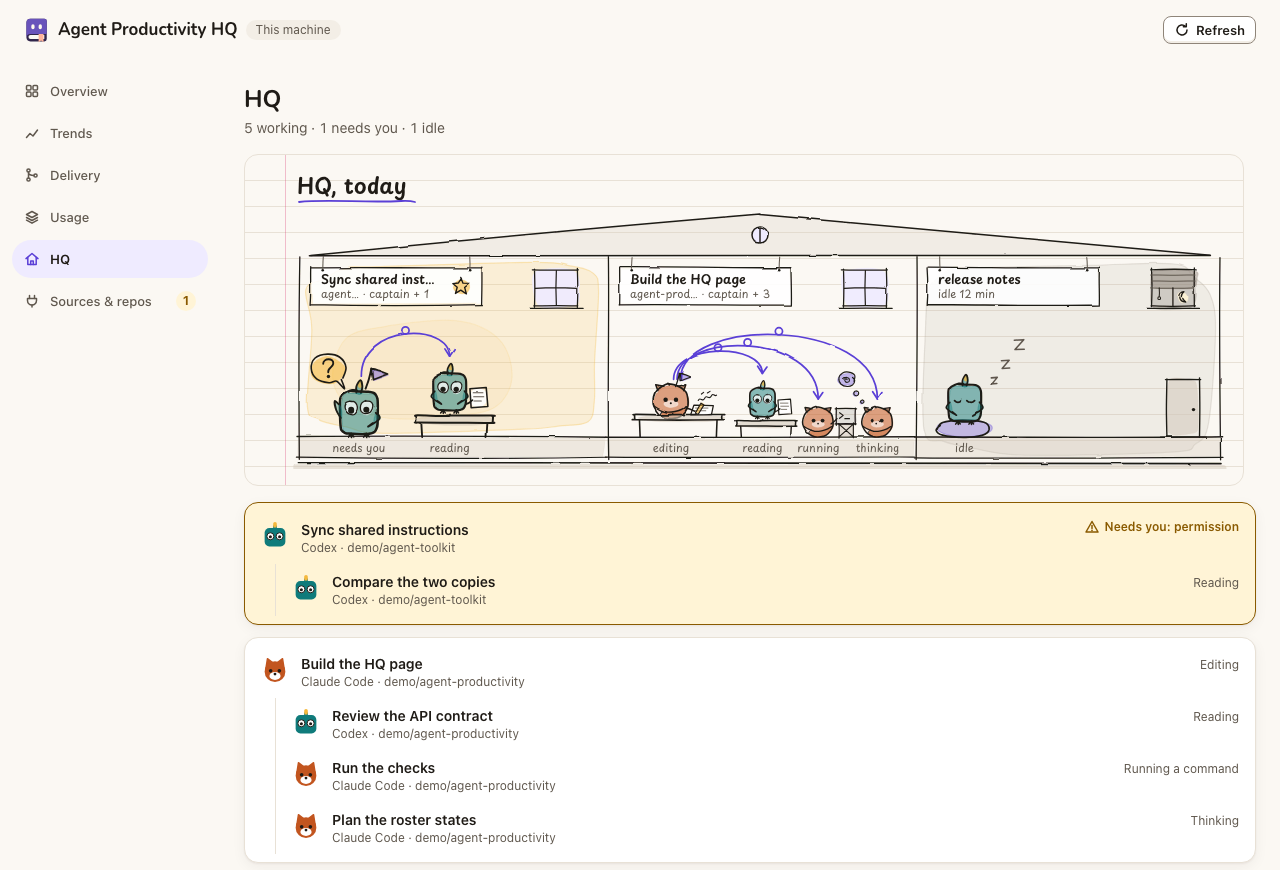 Agent Productivity HQ
This machine
Refresh
Overview
Trends
Delivery
Usage
HQ
Sources & repos
1
HQ
5 working · 1 needs you · 1 idle
HQ, today
Sync shared inst...
agent... · captain + 1
Build the HQ page
agent-prod... · captain + 3
release notes
idle 12 min
?
z
z
z
>_
needs you
reading
editing
reading
running
thinking
idle
Sync shared instructions
Needs you: permission
Codex · demo/agent-toolkit
Compare the two copies
Reading
Codex · demo/agent-toolkit
Build the HQ page
Editing
Claude Code · demo/agent-productivity
Review the API contract
Reading
Codex · demo/agent-productivity
Run the checks
Running a command
Claude Code · demo/agent-productivity
Plan the roster states
Thinking
Claude Code · demo/agent-productivity